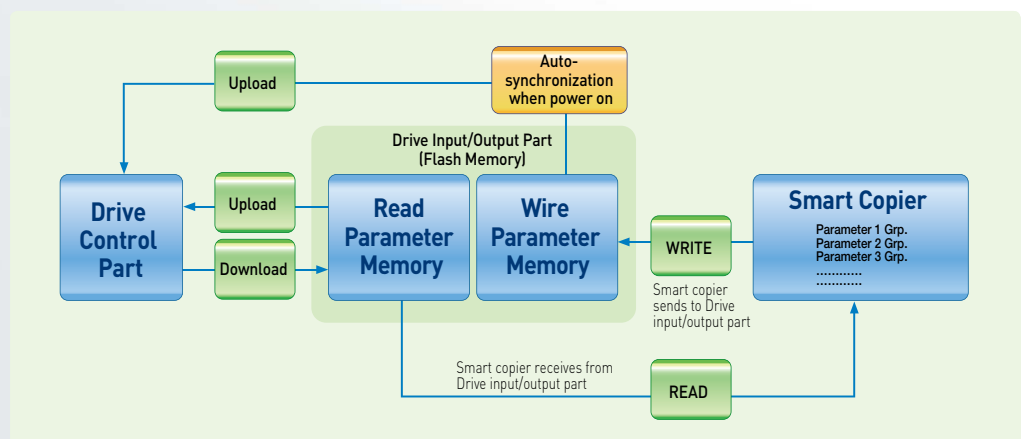 Upload
Auto-
synchronization
when power on
Drive Input/Output Part
(Flash Memory)
Drive
Control
Part
Upload
Download
Read
Parameter
Memory
Wire
Parameter
Memory
WRITE
Smart copier
sends to Drive
input/output part
Smart Copier
Parameter 1 Grp.
Parameter 2 Grp.
Parameter 3 Grp.
............
............
Smart copier receives from
Drive input/output part
READ